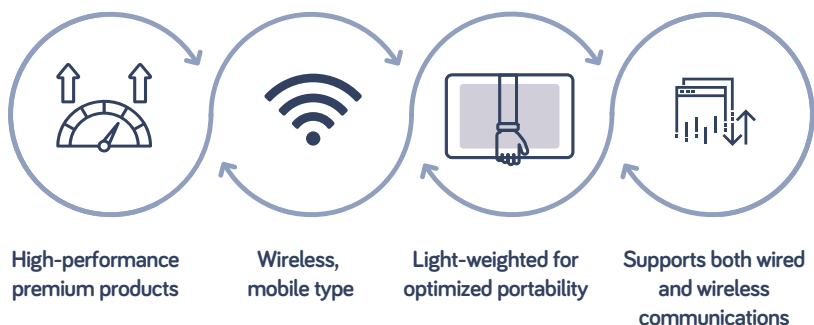 High-performance
premium products
Wireless,
mobile type
Light-weighted for
optimized portability
Supports both wired
and wireless
communications